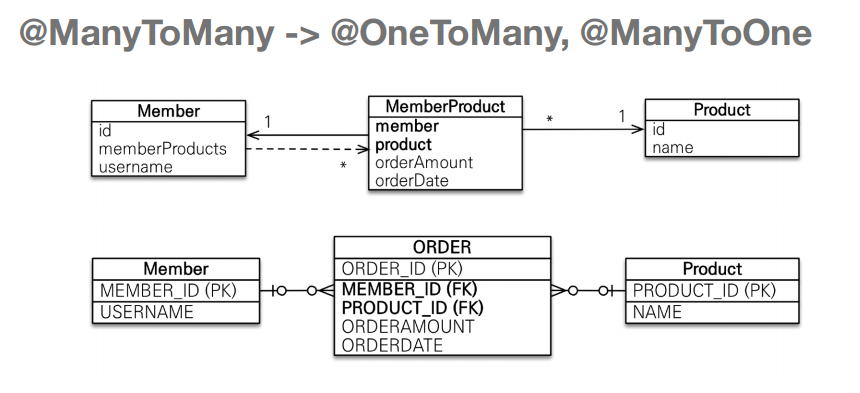 @ManyToMany -> @OneToMany, @ManyToOne
Member
id
memberProducts
username
1
*
MemberProduct
member
product
orderAmount
orderDate
*
1
Product
id
name
Member
MEMBER_ID (PK)
USERNAME
ORDER
ORDER_ID (PK)
MEMBER_ID (FK)
PRODUCT_ID (FK)
ORDERAMOUNT
ORDERDATE
Product
PRODUCT_ID (PK)
NAME